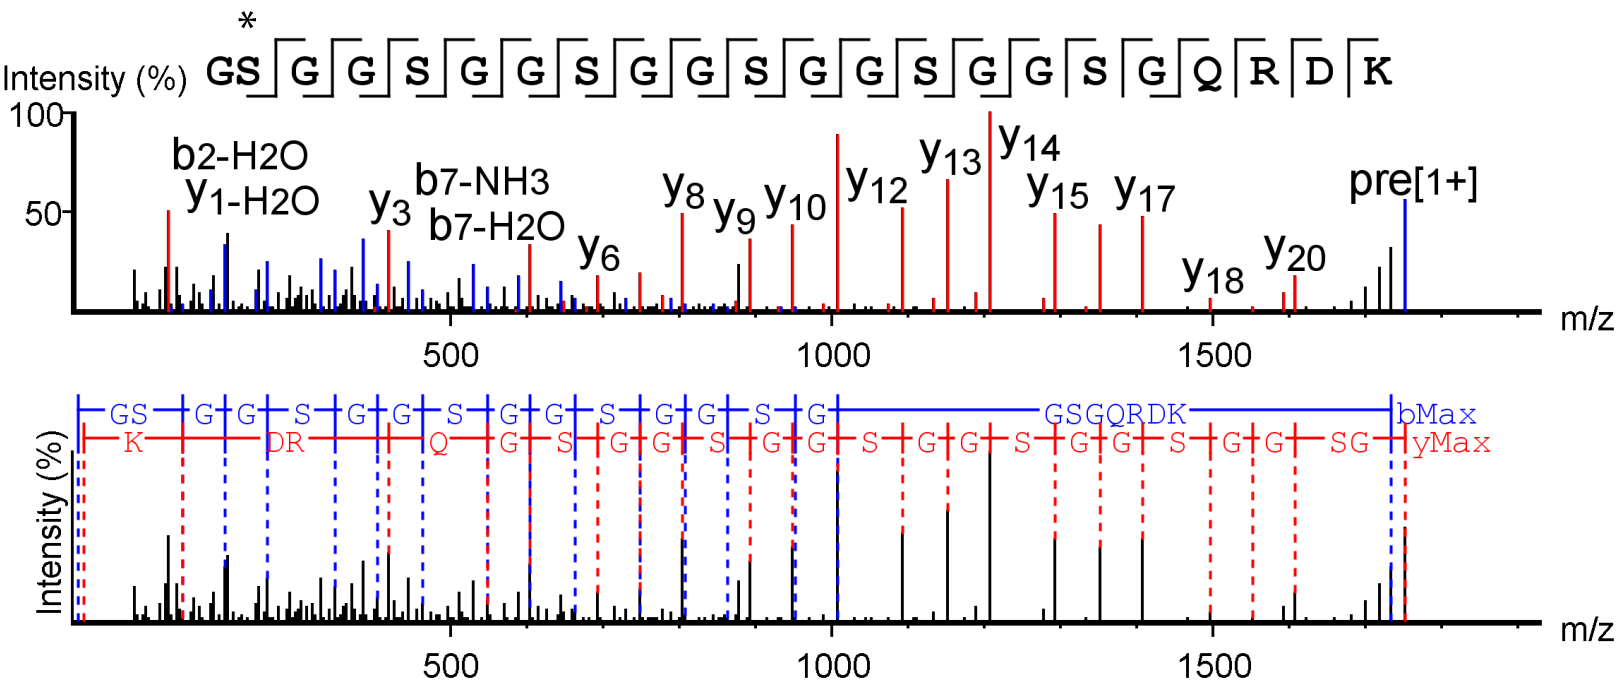 *
Intensity (%) GS G G S G G S G G S G G S G G S G Q R D K
100
b2-H2O
y1-H2O
y3
b7-NH3
b7-H2O
y6
y8
y9
y10
y12
y13
y14
y15
y17
y18
y20
pre[1+]
50
m/z
500 1000 1500
GS G G S G G S G G S G G S G GSGQRDK bMax
K DR Q G S G G S G G S G G S G G S G G SG yMax
Intensity (%)
m/z
500 1000 1500